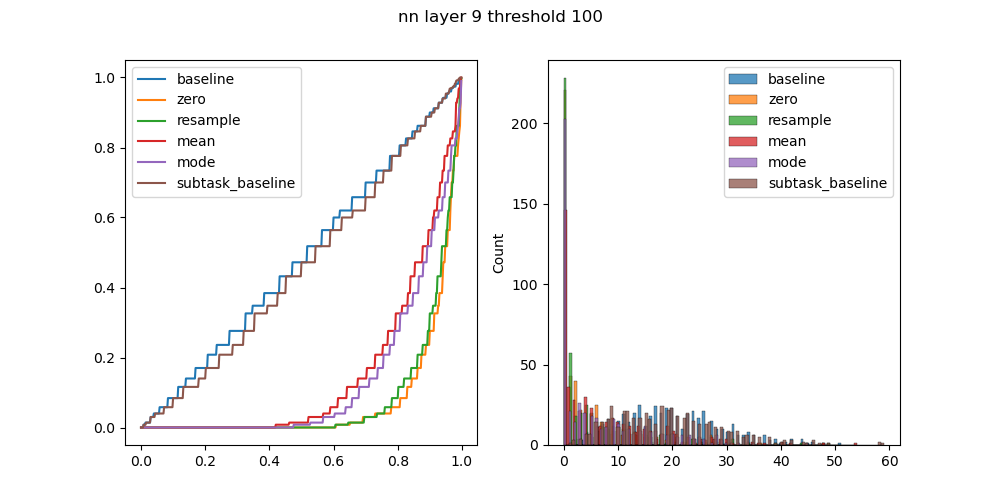 nn layer 9 threshold 100
baseline
zero
resample
mean
mode
subtask_baseline
1.0
0.8
0.6
0.4
0.2
0.0
0.0 0.2 0.4 0.6 0.8 1.0
baseline
zero
resample
mean
mode
subtask_baseline
Count
200
150
100
50
0
0 10 20 30 40 50 60